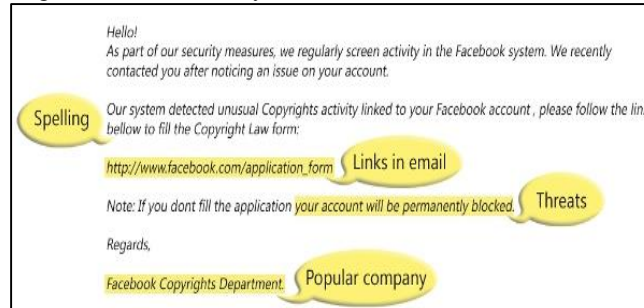 Hello!
As part of our security measures, we regularly screen activity in the Facebook system. We recently
contacted you after noticing an issue on your account.
Spelling
Our system detected unusual Copyrights activity linked to your Facebook account , please follow the lin
bellow to fill the Copyright Law form:
http://www.facebook.com/application_form Links in email
Note: If you dont fill the application your account will be permanently blocked. Threats
Regards,
Facebook Copyrights Department. Popular company